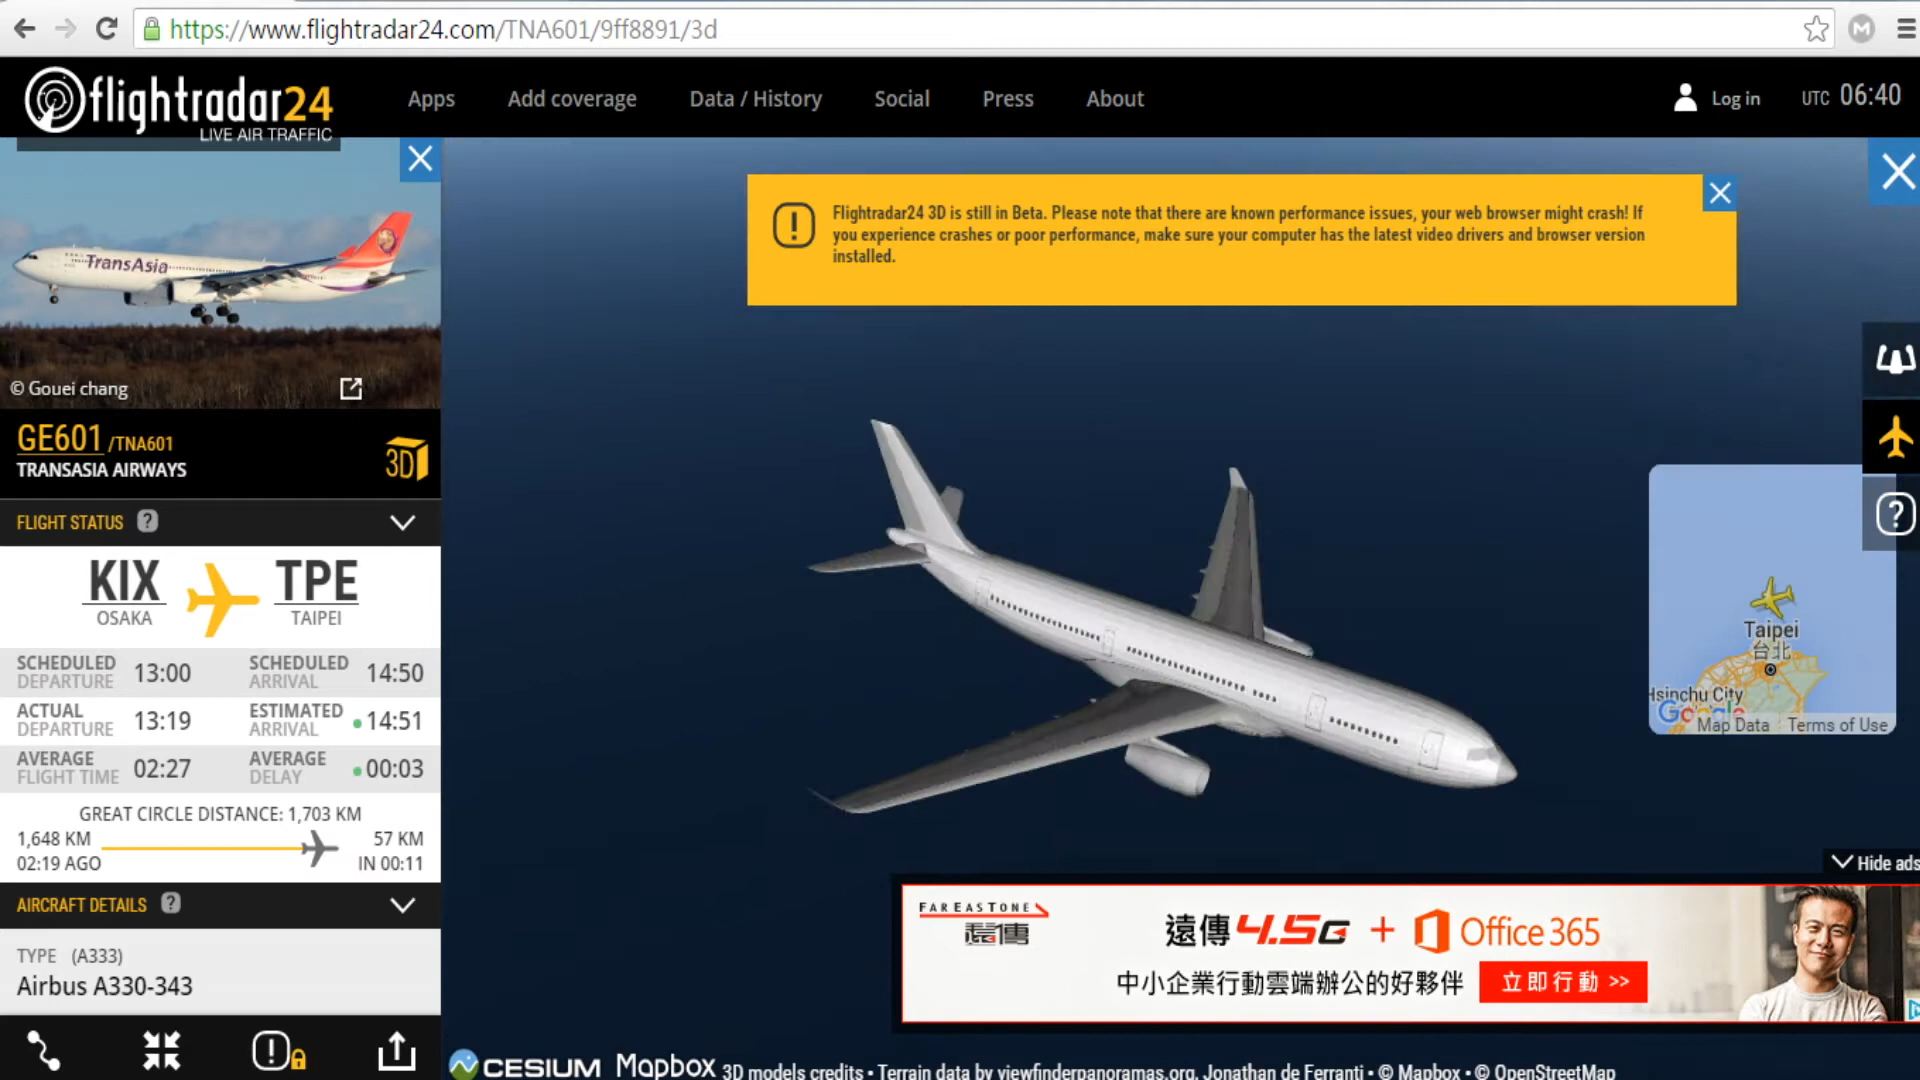 https://www.flightradar24.com/TNA601/9ff8891/3d
M
flightradar24
LIVE AIR TRAFFIC
Apps
Add coverage
Data / History
Social
Press
About
Log in
UTC 06:40
TransAsia
© Gouei chang
GE601 /TNA601
TRANSASIA AIRWAYS
3D
FLIGHT STATUS ?
KIX
OSAKA
TPE
TAIPEI
SCHEDULED DEPARTURE 13:00
SCHEDULED ARRIVAL 14:50
ACTUAL DEPARTURE 13:19
ESTIMATED ARRIVAL 14:51
AVERAGE FLIGHT TIME 02:27
AVERAGE DELAY 00:03
GREAT CIRCLE DISTANCE: 1,703 KM
1,648 KM
57 KM
02:19 AGO
IN 00:11
AIRCRAFT DETAILS ?
TYPE (A333)
Airbus A330-343
Flightradar24 3D is still in Beta. Please note that there are known performance issues, your web browser might crash! If
you experience crashes or poor performance, make sure your computer has the latest video drivers and browser version
installed.
?
Taipei
台北
Hsinchu City
Google
Map Data
Terms of Use
Hide ads
FAREASTONE
遠傳
遠傳4.5G + Office 365
中小企業行動雲端辦公的好夥伴
立即行動 >>
CESIUM Mapbox 3D models credits • Terrain data by viewfinderpanoramas.org, Jonathan de Ferranti • © Mapbox • © OpenStreetMap